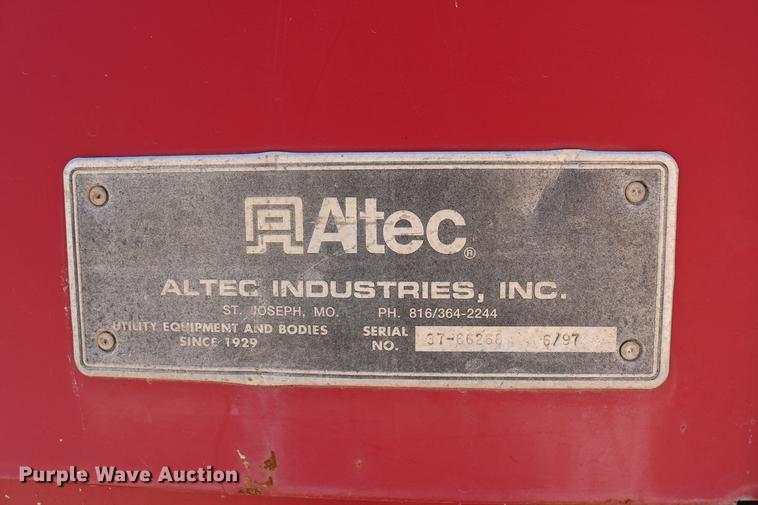 Altec®
ALTEC INDUSTRIES, INC.
ST. JOSEPH, MO. PH. 816/364-2244
UTILITY EQUIPMENT AND BODIES
SINCE 1929
SERIAL NO. 6/97
Purple Wave Auction